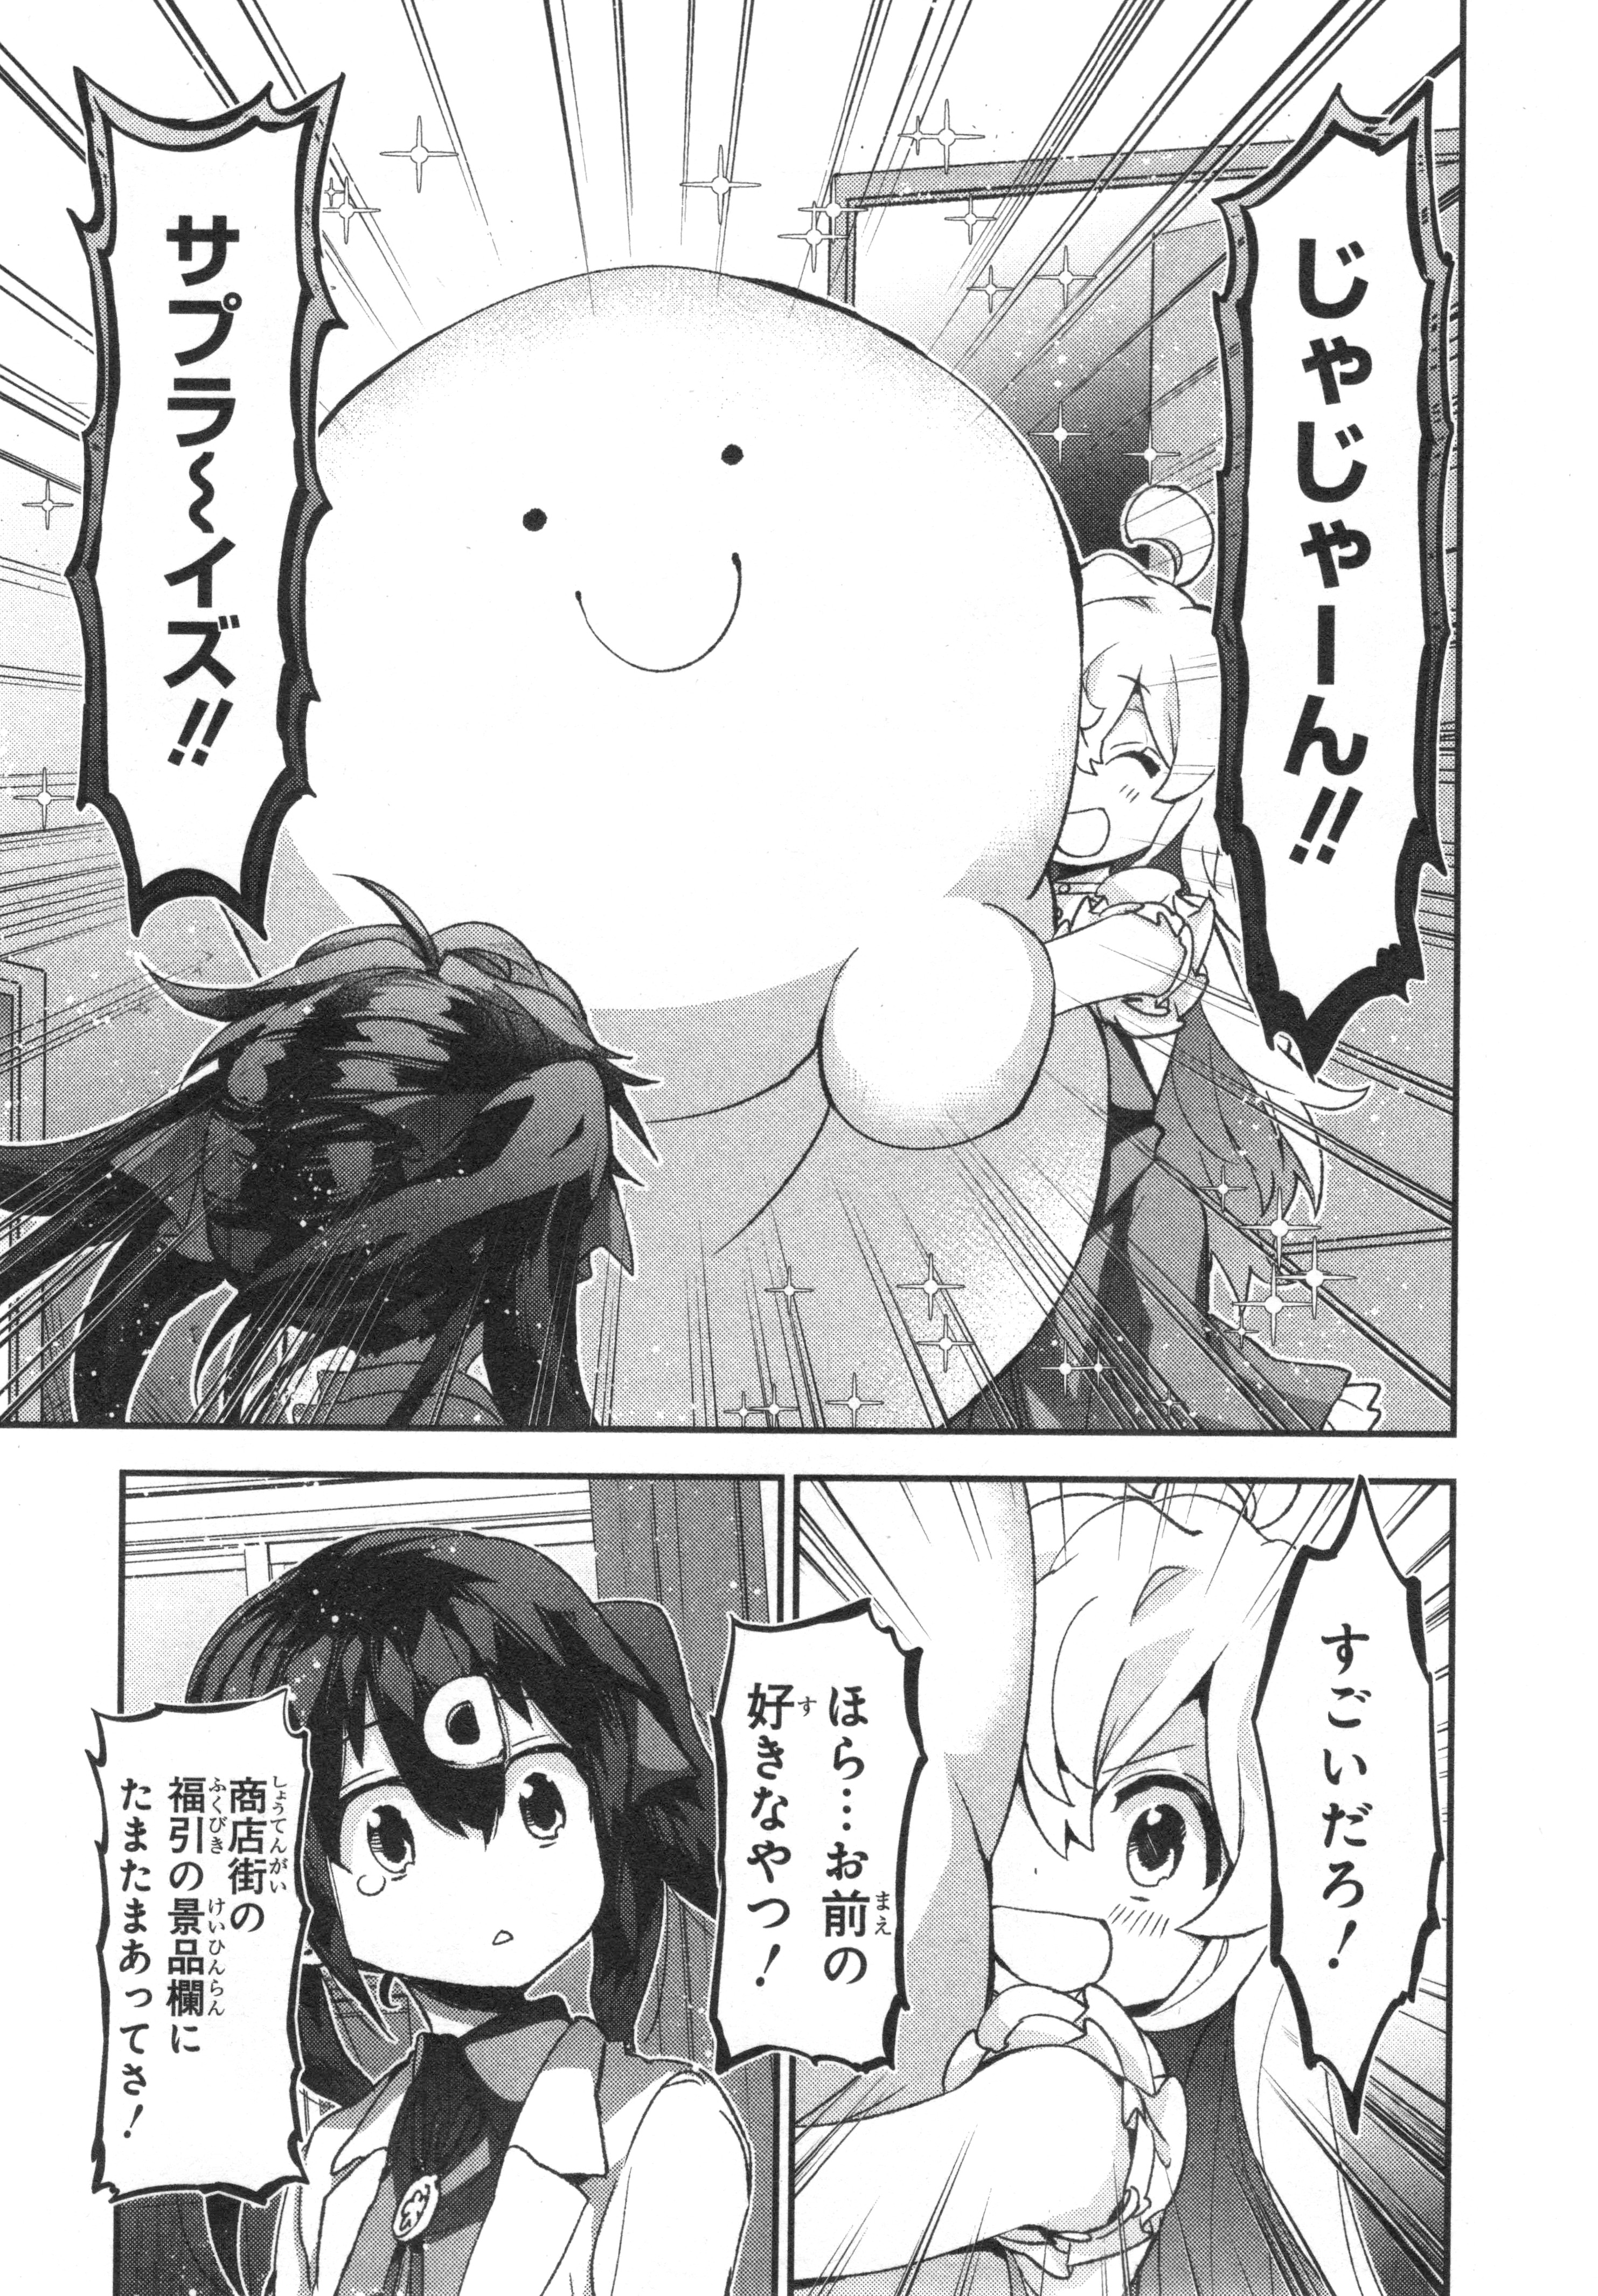 じゃじゃーん!!
サプラ〜イズ!!
すごいだろ!
ほら…お前の
好きなやつ!
商店街の
福引の景品欄に
たまたまあってさ!